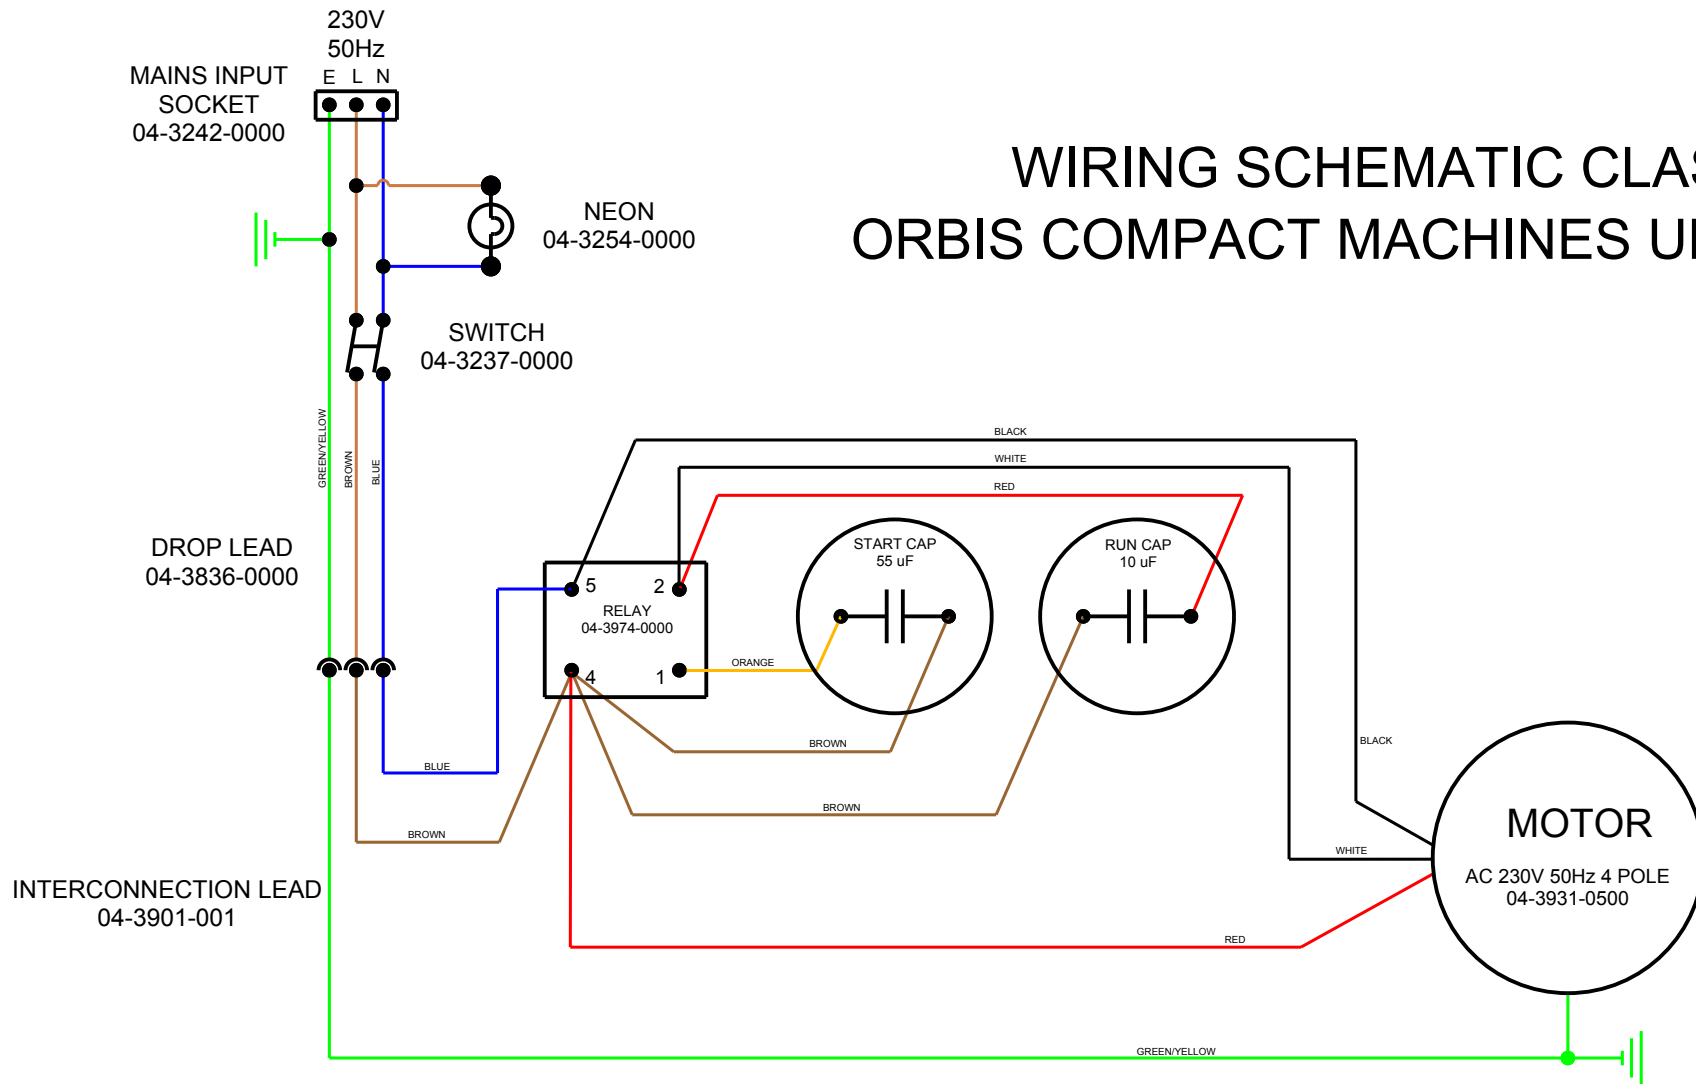 230V
50Hz
E L N
MAINS INPUT
SOCKET
04-3242-0000
WIRING SCHEMATIC
ORBIS COMPACT MACHINES
NEON
04-3254-0000
SWITCH
04-3237-0000
GREEN/YELLOW
BROWN
BLUE
BLACK
WHITE
RED
DROP LEAD
04-3836-0000
START CAP
55 uF
RUN CAP
10 uF
5
2
RELAY
04-3974-0000
4
1
ORANGE
BROWN
BLUE
BROWN
BROWN
BLACK
WHITE
RED
MOTOR
AC 230V 50Hz 4 POLE
04-3931-0500
INTERCONNECTION LEAD
04-3901-001
GREEN/YELLOW